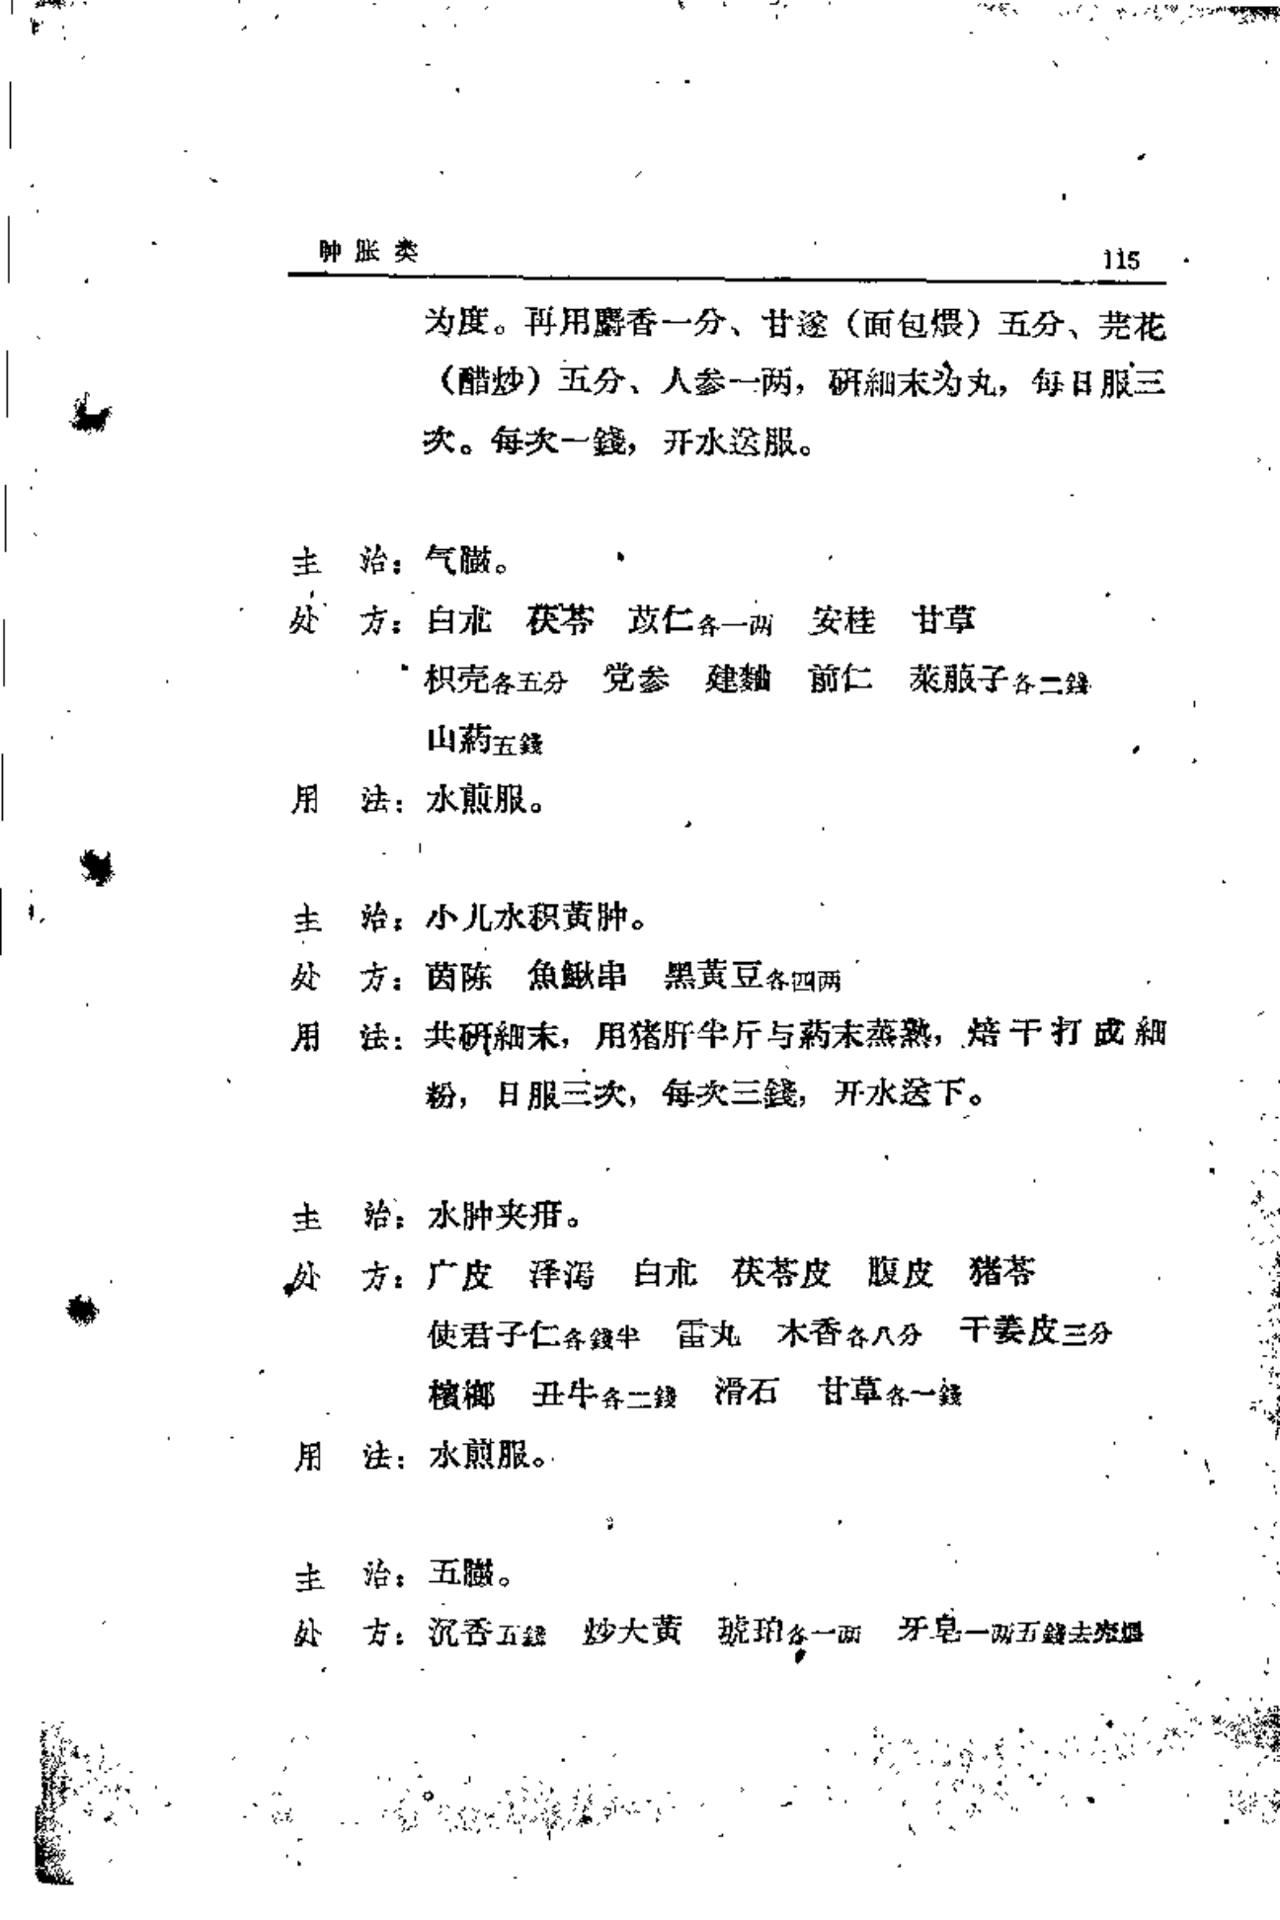 肿胀类 115
为度。再用麝香一分、甘遂（面包煨）五分、芫花
（醋炒）五分、人参一两，研細末为丸，每日服三
次。每次一錢，开水送服。
主 治：气臌。
处 方：白朮 茯苓 苡仁各一两 安桂 甘草
枳壳各五分 党参 建麯 前仁 萊菔子各二錢
山葯五錢
用 法：水煎服。
主 治：小儿水积黃肿。
处 方：茵陈 魚鰍串 黑黃豆各四两
用 法：共研細末，用猪肝半斤与葯末蒸熟，焙干打成細
粉，日服三次，每次三錢，开水送下。
主 治：水肿夹疳。
处 方：广皮 泽泻 白朮 茯苓皮 腹皮 猪苓
使君子仁各錢半 雷丸 木香各八分 干姜皮三分
檳榔 丑牛各二錢 滑石 甘草各一錢
用 法：水煎服。
主 治：五臌。
处 方：沉香五錢 炒大黃 琥珀各一两 牙皂一两五錢去壳煨